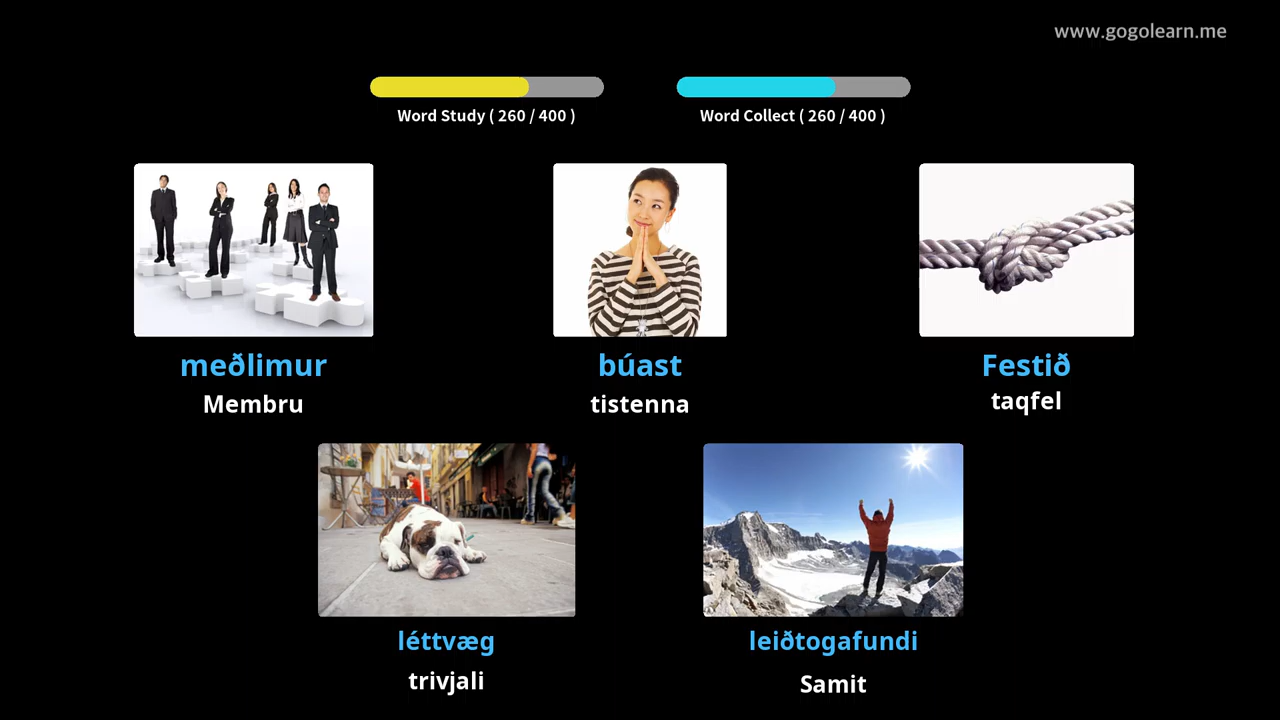 www.gogolearn.me
Word Study ( 260 / 400 )
Word Collect ( 260 / 400 )
meðlimur
Membru
búast
tistenna
Festið
taqfel
léttvæg
trivjali
leiðtogafundi
Samit